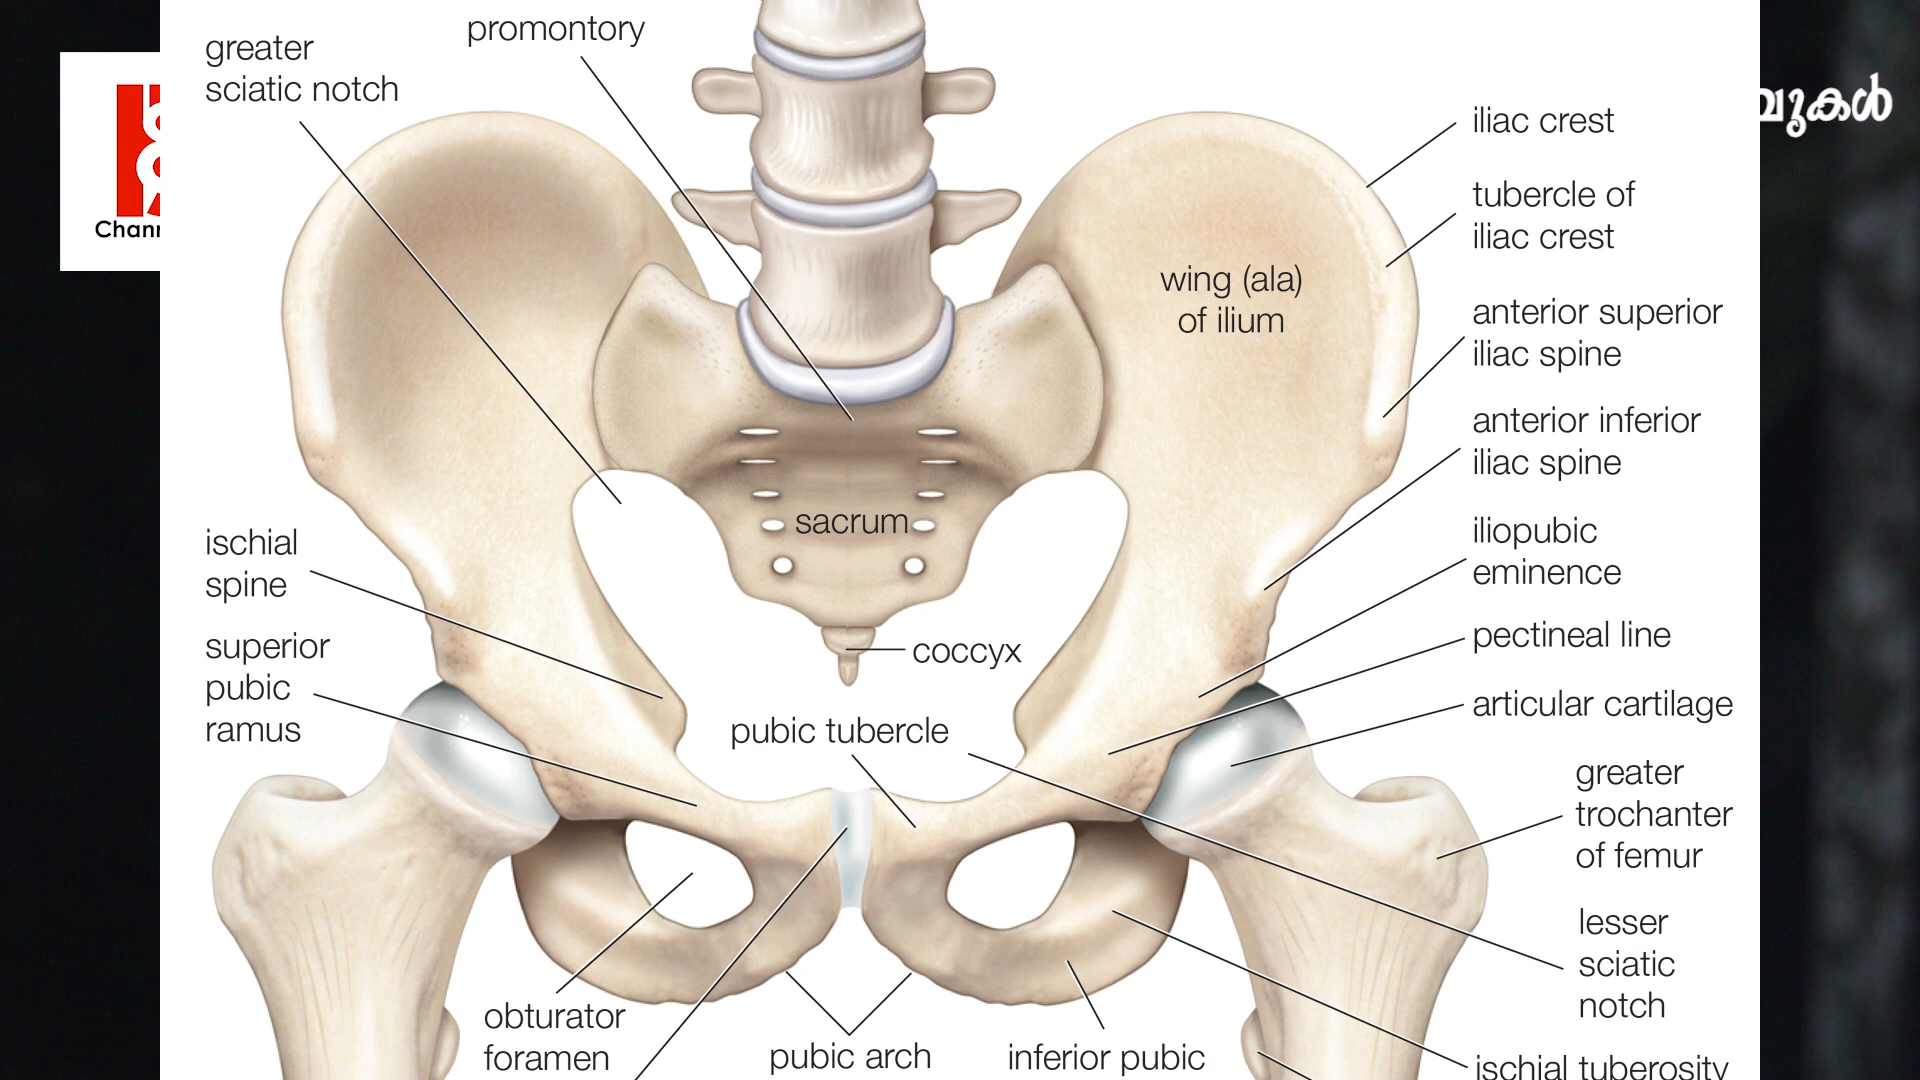 promontory
greater
sciatic notch
iliac crest
tubercle of
iliac crest
wing (ala)
of ilium
anterior superior
iliac spine
anterior inferior
iliac spine
sacrum
ischial
spine
iliopubic
eminence
superior
pubic
ramus
coccyx
pectineal line
articular cartilage
pubic tubercle
greater
trochanter
of femur
lesser
sciatic
notch
obturator
foramen
pubic arch
inferior pubic
ischial tuberosity